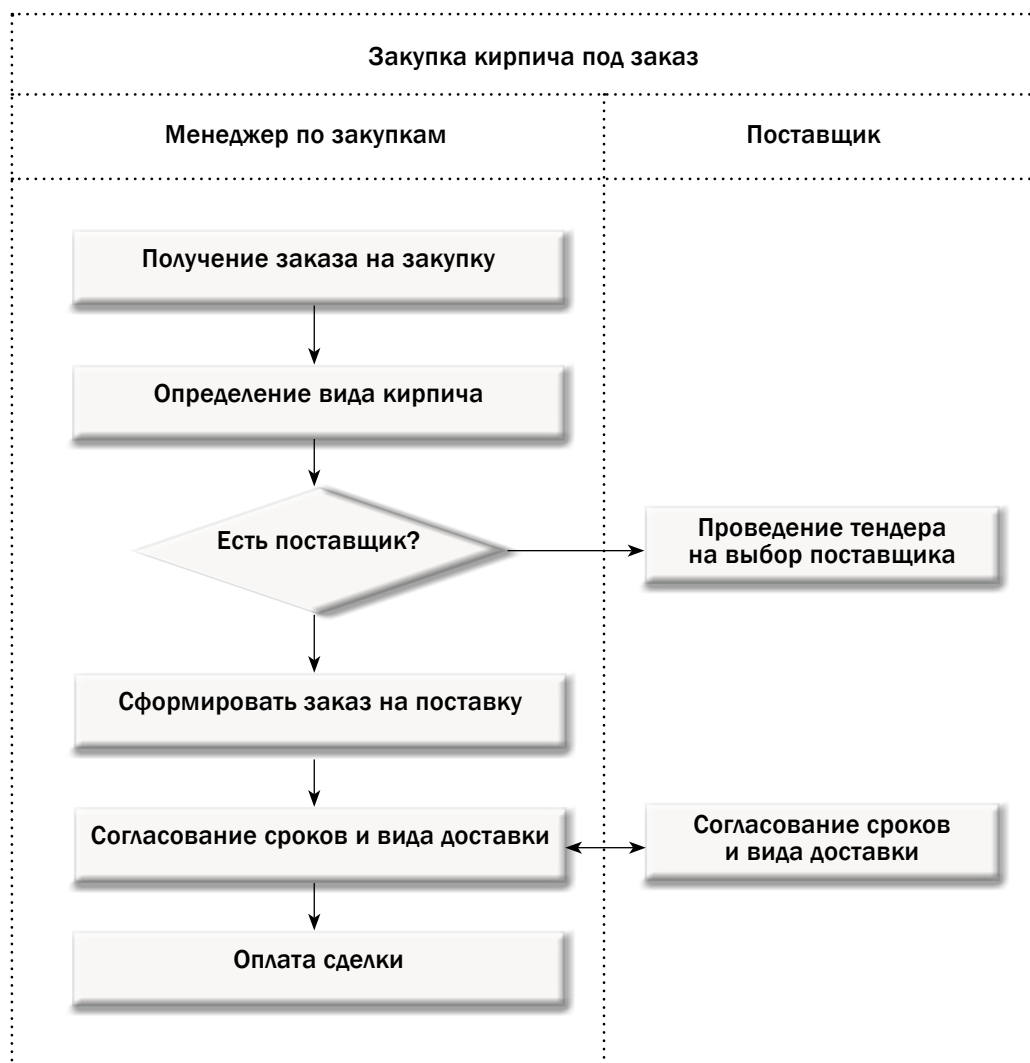 Закупка кирпича под заказ
Менеджер по закупкам
Поставщик
Получение заказа на закупку
Определение вида кирпича
Есть поставщик?
Проведение тендера
на выбор поставщика
Сформировать заказ на поставку
Согласование сроков и вида доставки
Согласование сроков
и вида доставки
Оплата сделки